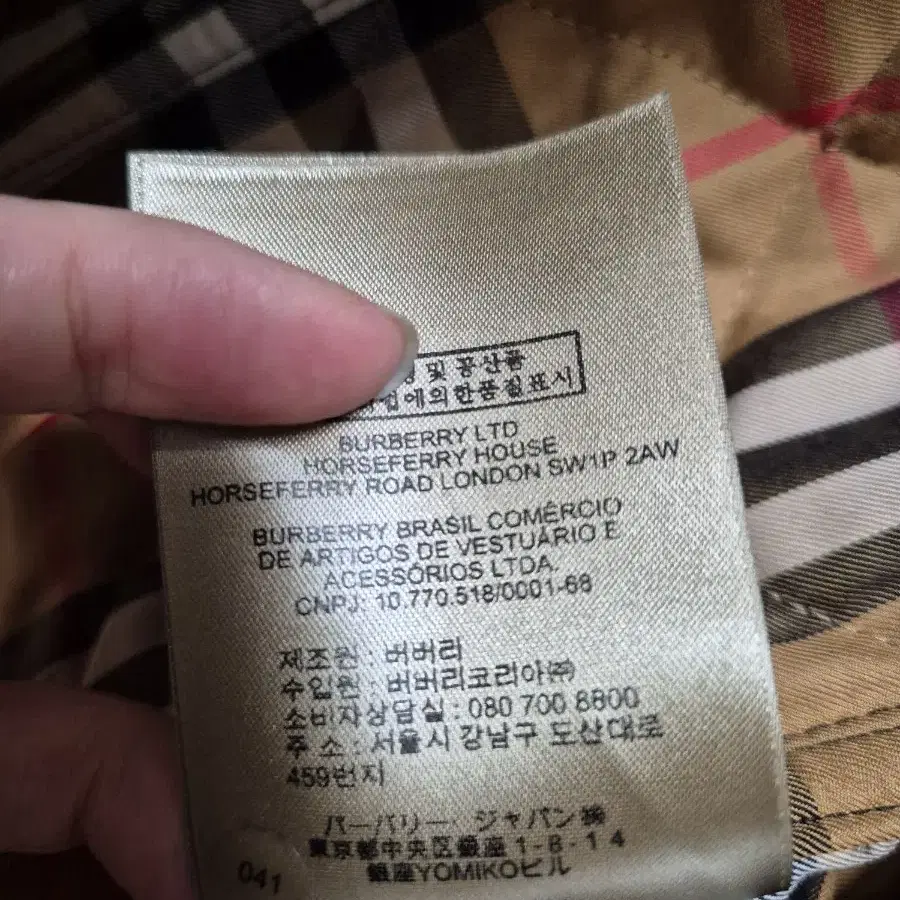 및 공산품
의한품질표시
BURBERRY LTD
HORSEFERRY HOUSE
HORSEFERRY ROAD LONDON SW1P 2AW
BURBERRY BRASIL COMÉRCIO
DE ARTIGOS DE VESTUÁRIO E
ACESSÓRIOS LTDA.
CNPJ: 10.770.518/0001-68
제조원 : 버버리
수입원 : 버버리코리아㈜
소비자상담실 : 080 700 8800
주 소 : 서울시 강남구 도산대로
459번지
バーバリー・ジャパン㈱
東京都中央区銀座 1-8-14
銀座YOMIKOビル
041